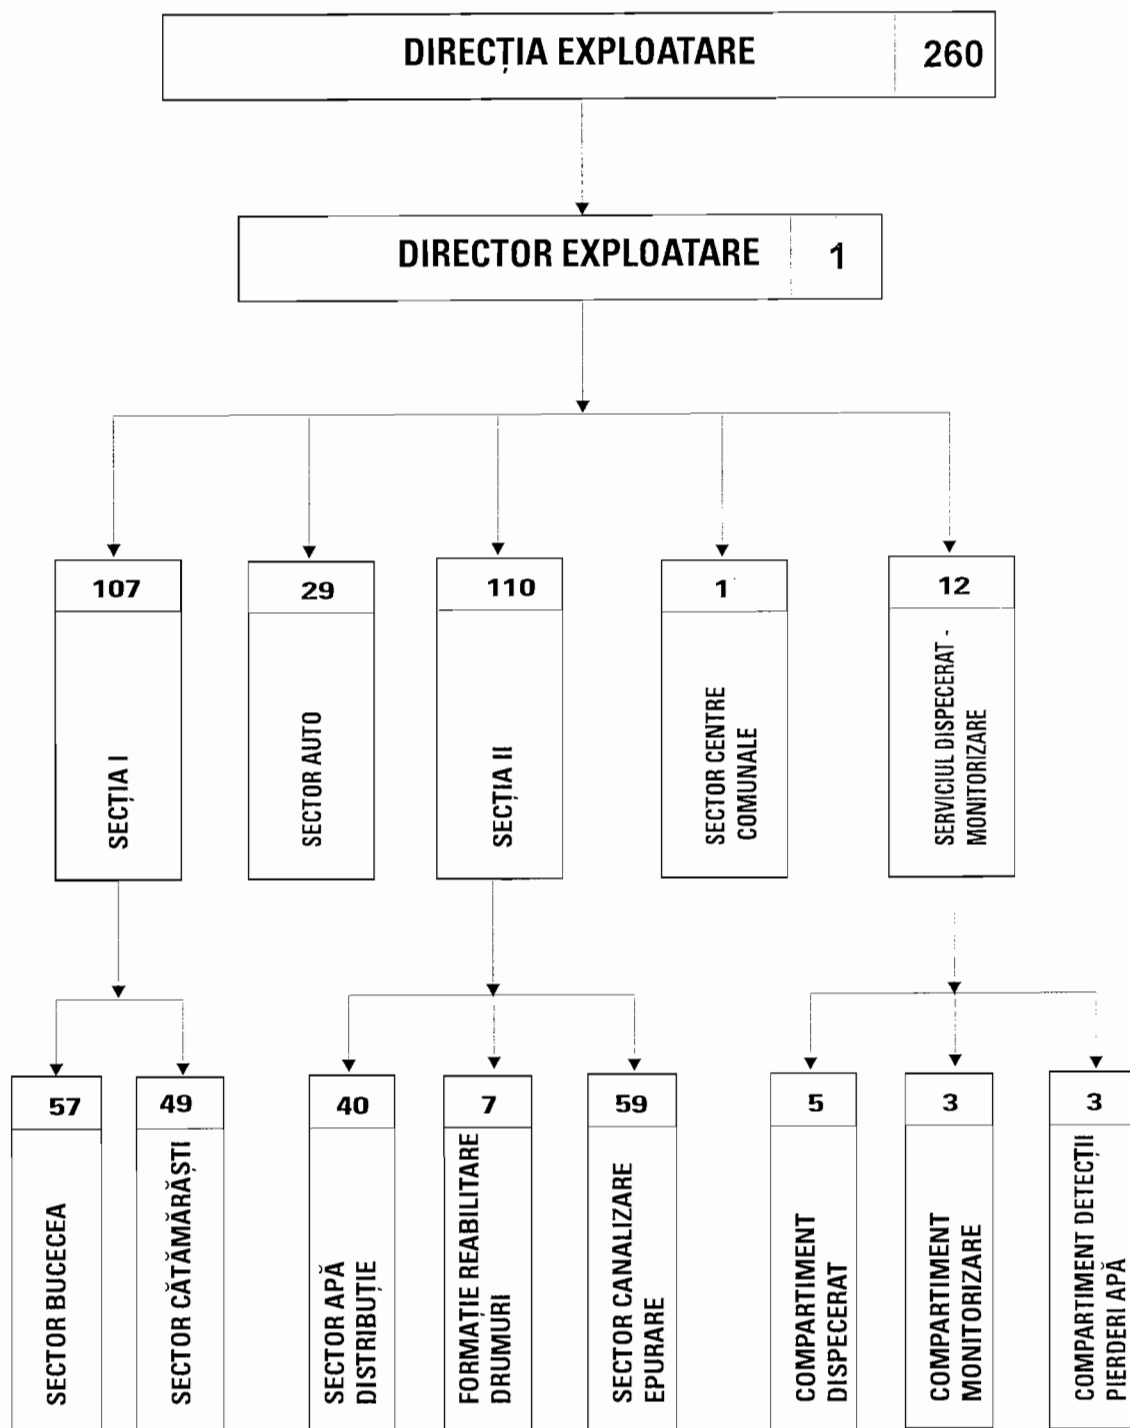 DIRECȚIA EXPLOATARE 260
DIRECTOR EXPLOATARE 1
107
SECȚIA I
29
SECTOR AUTO
110
SECȚIA II
1
SECTOR CENTRE
COMUNALE
12
SERVICIUL DISPECERAT -
MONITORIZARE
57
SECTOR BUCECEA
49
SECTOR CĂTĂMĂRĂȘTI
40
SECTOR APĂ
DISTRIBUȚIE
7
FORMAȚIE REABILITARE
DRUMURI
59
SECTOR CANALIZARE
EPURARE
5
COMPARTIMENT
DISPECERAT
3
COMPARTIMENT
MONITORIZARE
3
COMPARTIMENT DETECȚII
PIERDERI APĂ